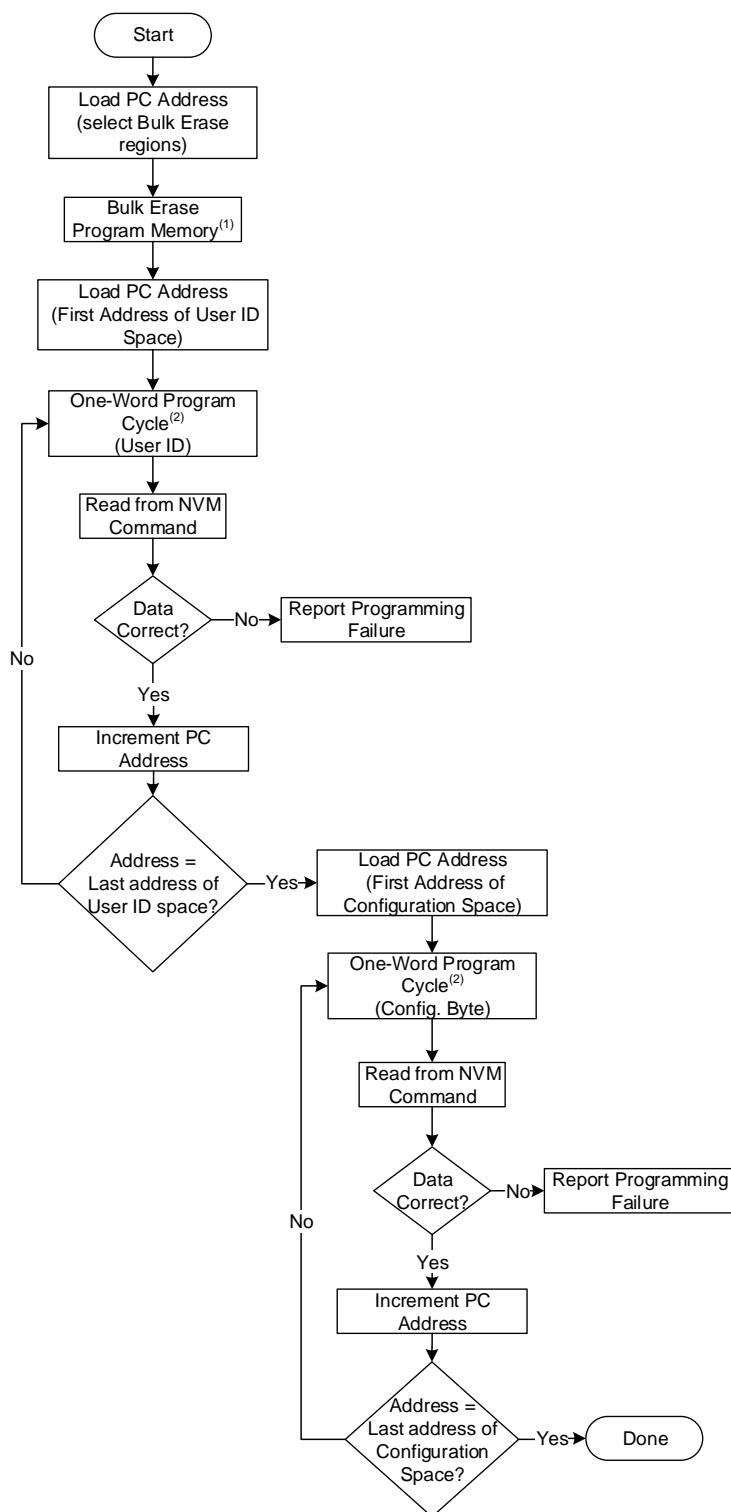 Start
Load PC Address
(select Bulk Erase
regions)
Bulk Erase
Program Memory(1)
Load PC Address
(First Address of User ID
Space)
One-Word Program
Cycle(2)
(User ID)
Read from NVM
Command
Data
Correct?
No
Report Programming
Failure
No
Yes
Increment PC
Address
Address =
Last address of
User ID space?
Yes
Load PC Address
(First Address of
Configuration Space)
One-Word Program
Cycle(2)
(Config. Byte)
Read from NVM
Command
Data
Correct?
No
Report Programming
Failure
No
Yes
Increment PC
Address
Address =
Last address of
Configuration
Space?
Yes
Done